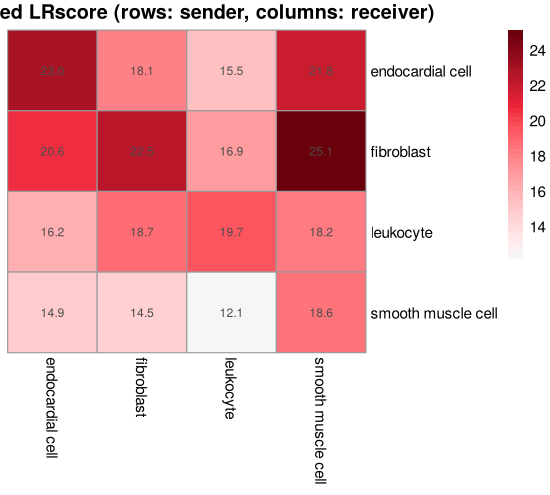 ed LRscore (rows: sender, columns: receiver)
18.1 15.5 endocardial cell
20.6 16.9 25.1 fibroblast
16.2 18.7 19.7 18.2 leukocyte
14.9 14.5 12.1 18.6 smooth muscle cell
endocardial cell
fibroblast
leukocyte
smooth muscle cell
24
22
20
18
16
14